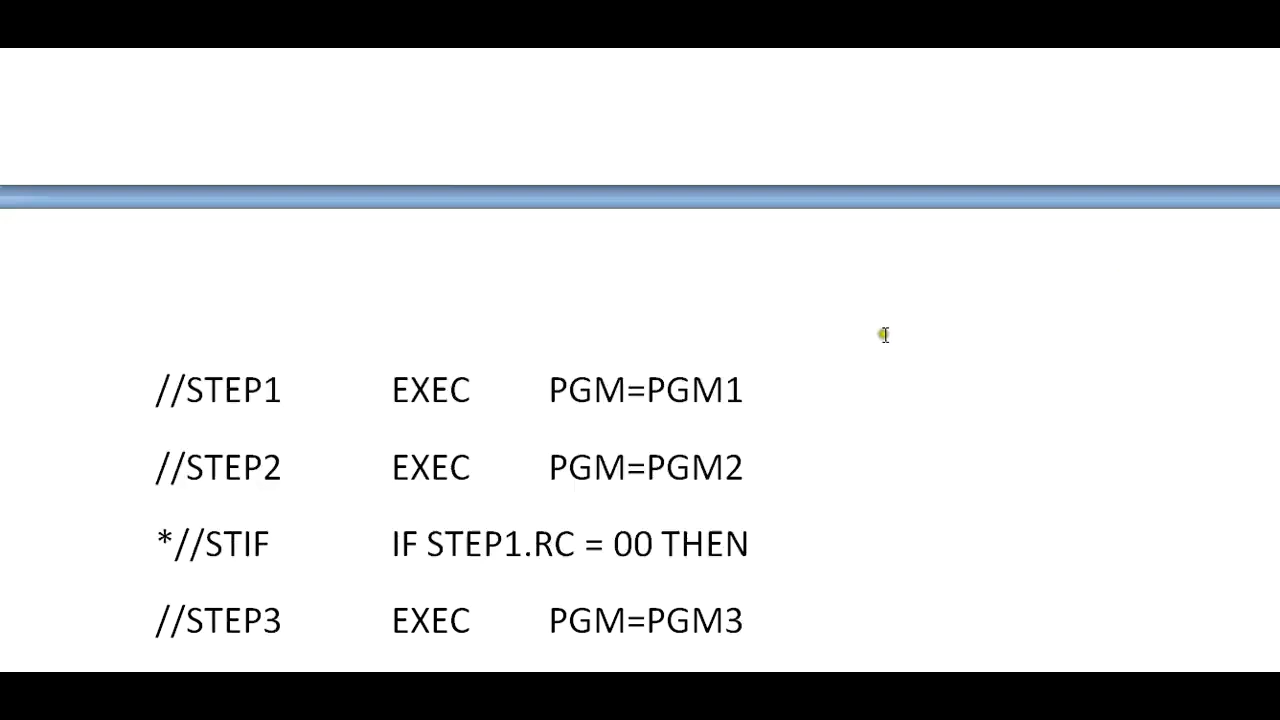 //STEP1 EXEC PGM=PGM1
//STEP2 EXEC PGM=PGM2
*//STIF IF STEP1.RC = 00 THEN
//STEP3 EXEC PGM=PGM3